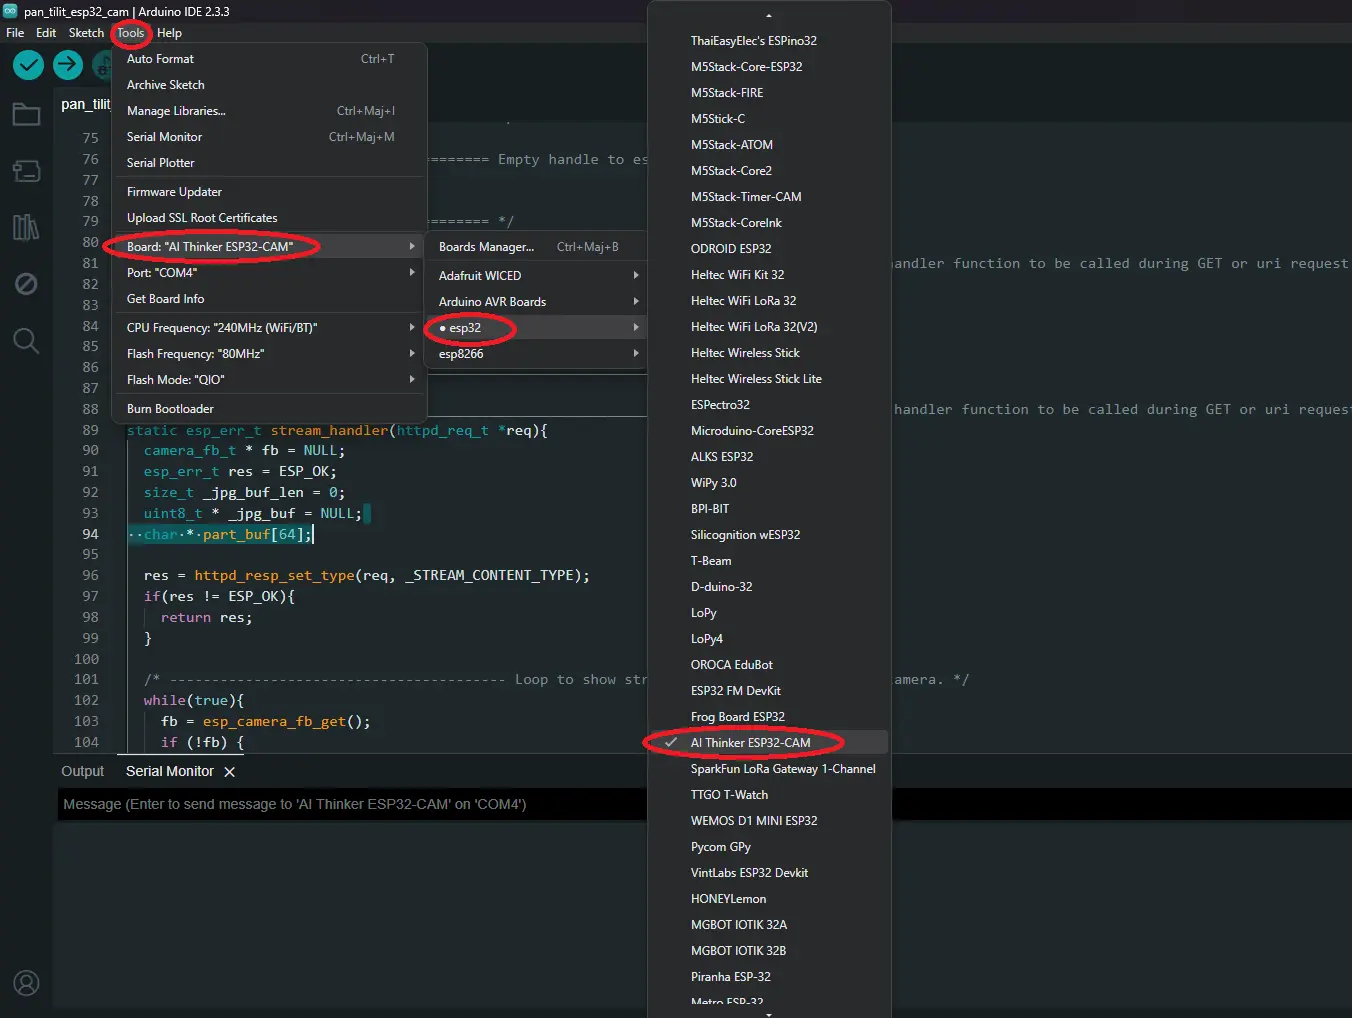 pan_tilit_esp32_cam | Arduino IDE 2.3.3
File Edit Sketch Tools Help
Auto Format Ctrl+T
Archive Sketch
Manage Libraries... Ctrl+Maj+I
Serial Monitor Ctrl+Maj+M
Serial Plotter
Firmware Updater
Upload SSL Root Certificates
Board: "AI Thinker ESP32-CAM"
Port: "COM4"
Get Board Info
CPU Frequency: "240MHz (WiFi/BT)"
Flash Frequency: "80MHz"
Flash Mode: "QIO"
Burn Bootloader
Boards Manager... Ctrl+Maj+B
Adafruit WICED
Arduino AVR Boards
● esp32
esp8266
ThaiEasyElec's ESPino32
M5Stack-Core-ESP32
M5Stack-FIRE
M5Stick-C
M5Stack-ATOM
M5Stack-Core2
M5Stack-Timer-CAM
M5Stack-CoreInk
ODROID ESP32
Heltec WiFi Kit 32
Heltec WiFi LoRa 32
Heltec WiFi LoRa 32(V2)
Heltec Wireless Stick
Heltec Wireless Stick Lite
ESPectro32
Microduino-CoreESP32
ALKS ESP32
WiPy 3.0
BPI-BIT
Silicognition wESP32
T-Beam
D-duino-32
LoPy
LoPy4
OROCA EduBot
ESP32 FM DevKit
Frog Board ESP32
✓ AI Thinker ESP32-CAM
SparkFun LoRa Gateway 1-Channel
TTGO T-Watch
WEMOS D1 MINI ESP32
Pycom GPy
VintLabs ESP32 Devkit
HONEYLemon
MGBOT IOTIK 32A
MGBOT IOTIK 32B
Piranha ESP-32
Metro ESP-32
pan_tilit
75
76 ======== Empty handle to es
77
78
79 ======== */
80
81 andler function to be called during GET or uri request
82
83
84
85
86
87
88 handler function to be called during GET or uri reques
89 static esp_err_t stream_handler(httpd_req_t *req){
90 camera_fb_t * fb = NULL;
91 esp_err_t res = ESP_OK;
92 size_t _jpg_buf_len = 0;
93 uint8_t * _jpg_buf = NULL;
94 ··char·*·part_buf[64];
95
96 res = httpd_resp_set_type(req, _STREAM_CONTENT_TYPE);
97 if(res != ESP_OK){
98 return res;
99 }
100
101 /* ---------------------------------------- Loop to show str amera. */
102 while(true){
103 fb = esp_camera_fb_get();
104 if (!fb) {
Output Serial Monitor ×
Message (Enter to send message to 'AI Thinker ESP32-CAM' on 'COM4')